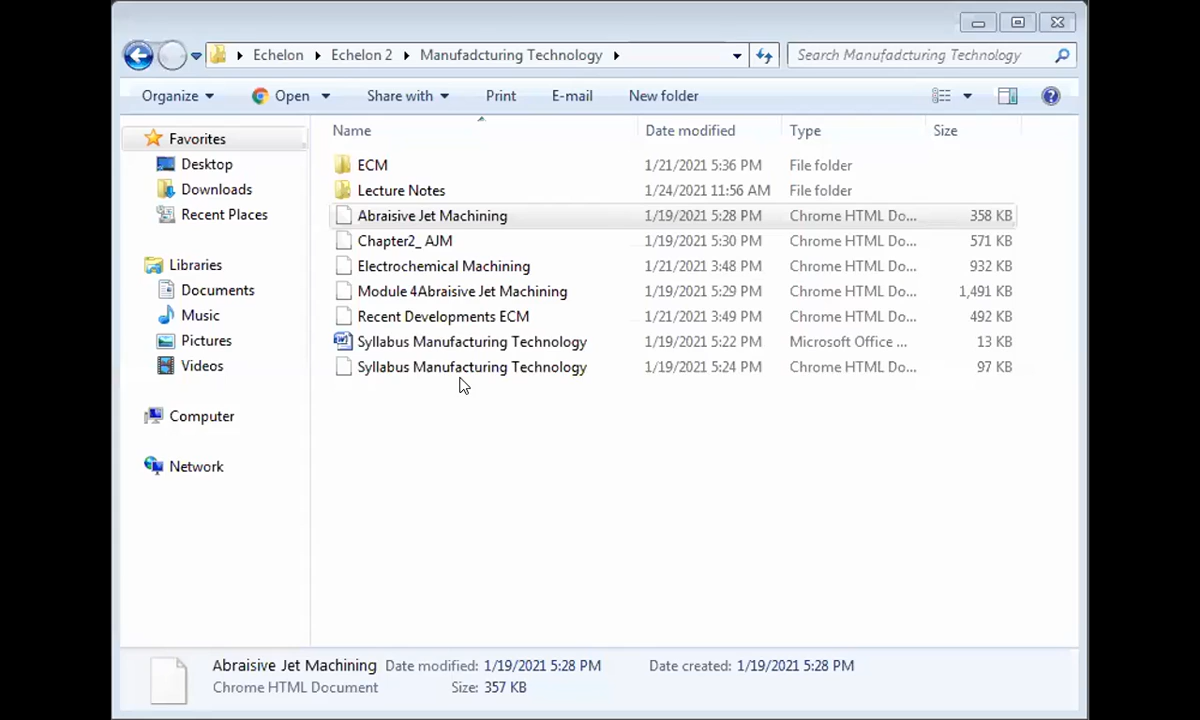 Echelon Echelon 2 Manufadcturing Technology Search Manufadcturing Technology
Organize Open Share with Print E-mail New folder
Name Date modified Type Size
Favorites
Desktop
Downloads
Recent Places
Libraries
Documents
Music
Pictures
Videos
Computer
Network
ECM 1/21/2021 5:36 PM File folder
Lecture Notes 1/24/2021 11:56 AM File folder
Abraisive Jet Machining 1/19/2021 5:28 PM Chrome HTML Do... 358 KB
Chapter2_ AJM 1/19/2021 5:30 PM Chrome HTML Do... 571 KB
Electrochemical Machining 1/21/2021 3:48 PM Chrome HTML Do... 932 KB
Module 4Abraisive Jet Machining 1/19/2021 5:29 PM Chrome HTML Do... 1,491 KB
Recent Developments ECM 1/21/2021 3:49 PM Chrome HTML Do... 492 KB
Syllabus Manufacturing Technology 1/19/2021 5:22 PM Microsoft Office ... 13 KB
Syllabus Manufacturing Technology 1/19/2021 5:24 PM Chrome HTML Do... 97 KB
Abraisive Jet Machining Date modified: 1/19/2021 5:28 PM Date created: 1/19/2021 5:28 PM
Chrome HTML Document Size: 357 KB